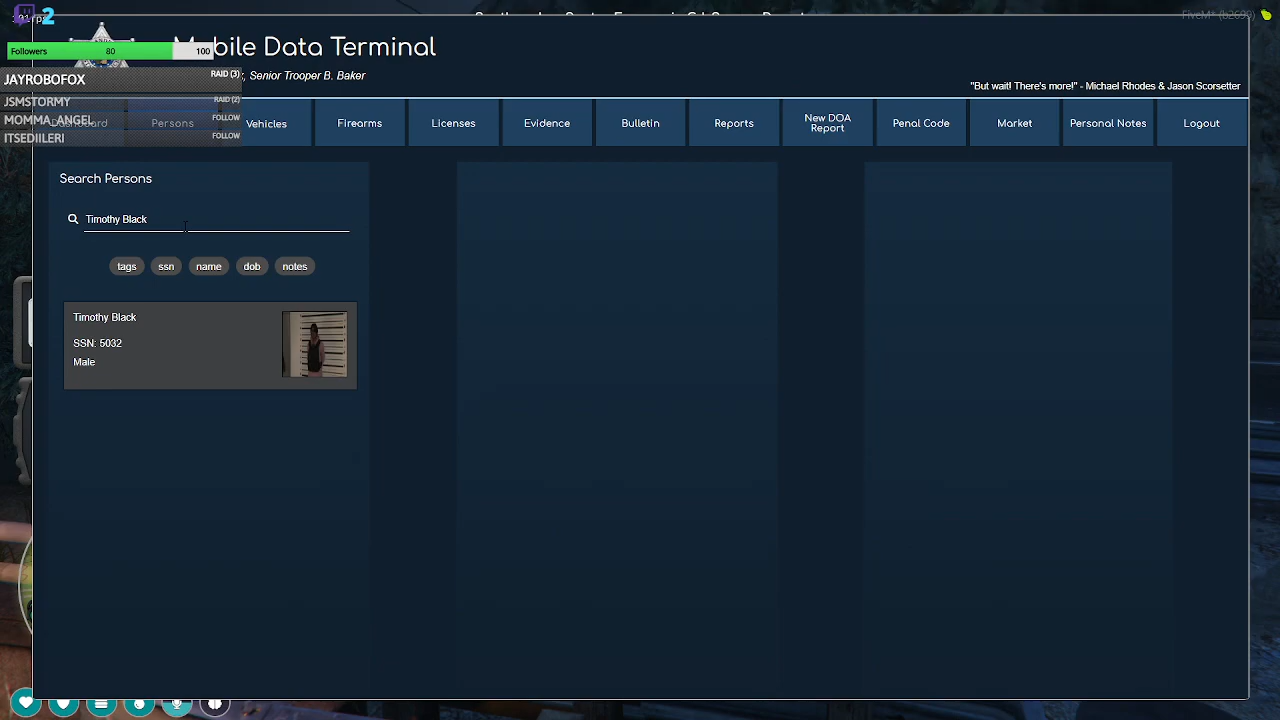 2
FiveM* (b2699)
Mobile Data Terminal
Followers 80 100
, Senior Trooper B. Baker
JAYROBOFOX RAID (3)
"But wait! There's more!" - Michael Rhodes & Jason Scorsetter
JSMSTORMY RAID (2)
MOMMA_ANGEL FOLLOW
ITSEDIILERI FOLLOW
Persons
Vehicles
Firearms
Licenses
Evidence
Bulletin
Reports
New DOA
Report
Penal Code
Market
Personal Notes
Logout
Search Persons
Timothy Black
tags ssn name dob notes
Timothy Black
SSN: 5032
Male